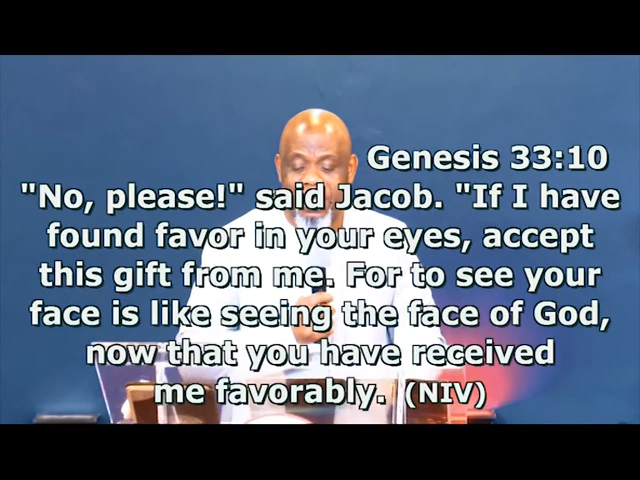 Genesis 33:10
"No, please!" said Jacob. "If I have
found favor in your eyes, accept
this gift from me. For to see your
face is like seeing the face of God,
now that you have received
me favorably. (NIV)